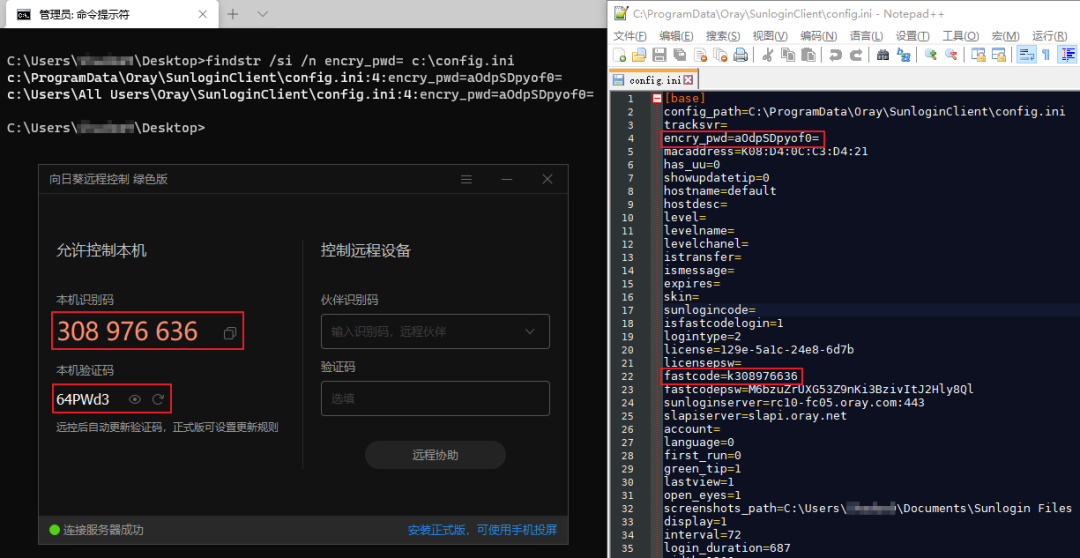 管理员: 命令提示符
C:\Users\
\Desktop>findstr /si /n encry_pwd= c:\config.ini
c:\ProgramData\Oray\SunloginClient\config.ini:4:encry_pwd=aOdpSDpyof0=
c:\Users\All Users\Oray\SunloginClient\config.ini:4:encry_pwd=aOdpSDpyof0=
C:\Users\
\Desktop>
向日葵远程控制 绿色版
允许控制本机
本机识别码
308 976 636
本机验证码
64PWd3
远控后自动更新验证码，正式版可设置更新规则
控制远程设备
伙伴识别码
输入识别码，远程伙伴
验证码
选填
远程协助
连接服务器成功
安装正式版，可使用手机投屏
C:\ProgramData\Oray\SunloginClient\config.ini - Notepad++
文件(F) 编辑(E) 搜索(S) 视图(V) 编码(N) 语言(L) 设置(T) 工具(O) 宏(M) 运行(R)
config.ini
1 [base]
2 config_path=C:\ProgramData\Oray\SunloginClient\config.ini
3 tracksvr=
4 encry_pwd=aOdpSDpyof0=
5 macaddress=K08:D4:0C:C3:D4:21
6 has_uu=0
7 showupdatetip=0
8 hostname=default
9 hostdesc=
10 level=
11 levelname=
12 levelchanel=
13 istransfer=
14 ismessage=
15 expires=
16 skin=
17 sunlogincode=
18 isfastcodelogin=1
19 logintype=2
20 license=129e-5a1c-24e8-6d7b
21 licensepsw=
22 fastcode=k308976636
23 fastcodepsw=M6bzuZrUXG53Z9nKi3BzivItJ2Hly8Ql
24 sunloginserver=rc10-fc05.oray.com:443
25 slapiserver=slapi.oray.net
26 account=
27 language=0
28 first_run=0
29 green_tip=1
30 lastview=1
31 open_eyes=1
32 screenshots_path=C:\Users\
\Documents\Sunlogin Files
33 display=1
34 interval=72
35 login_duration=687